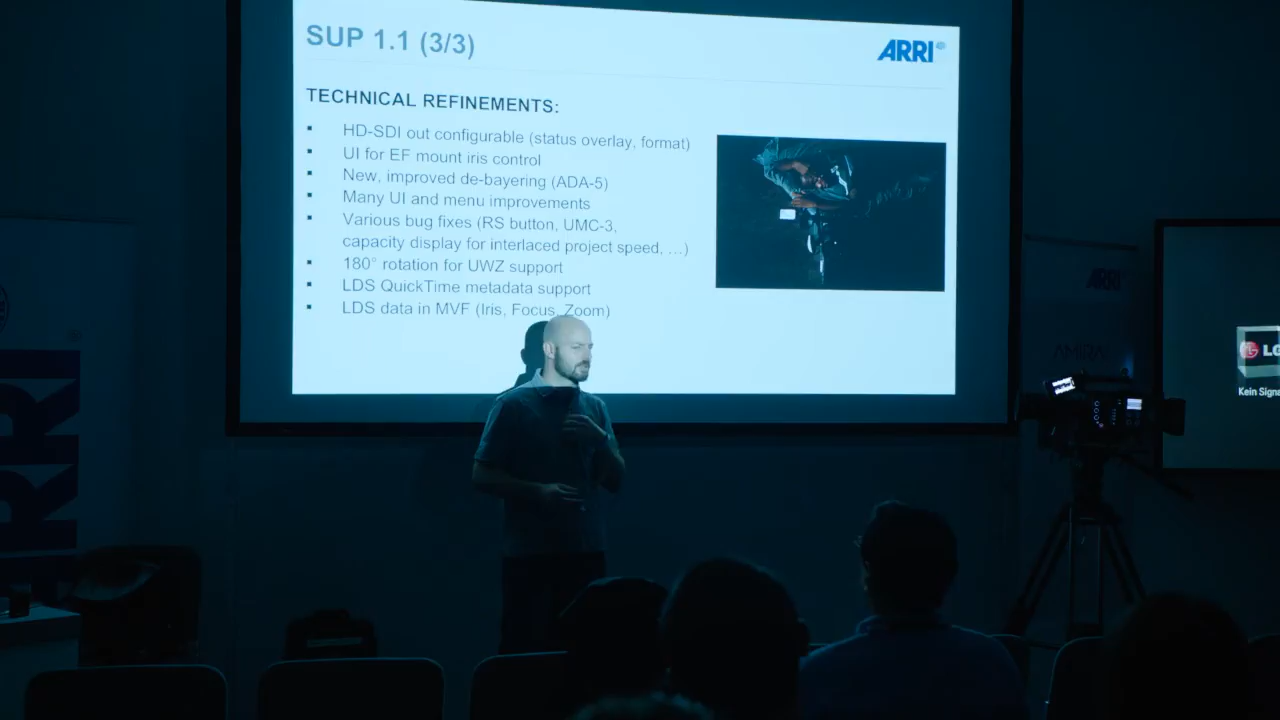 SUP 1.1 (3/3)
ARRI
TECHNICAL REFINEMENTS:
▪ HD-SDI out configurable (status overlay, format)
▪ UI for EF mount iris control
▪ New, improved de-bayering (ADA-5)
▪ Many UI and menu improvements
▪ Various bug fixes (RS button, UMC-3,
capacity display for interlaced project speed, ...)
▪ 180° rotation for UWZ support
▪ LDS QuickTime metadata support
▪ LDS data in MVF (Iris, Focus, Zoom)
ARRI
AMIRA
LG
Kein Signa
RRI